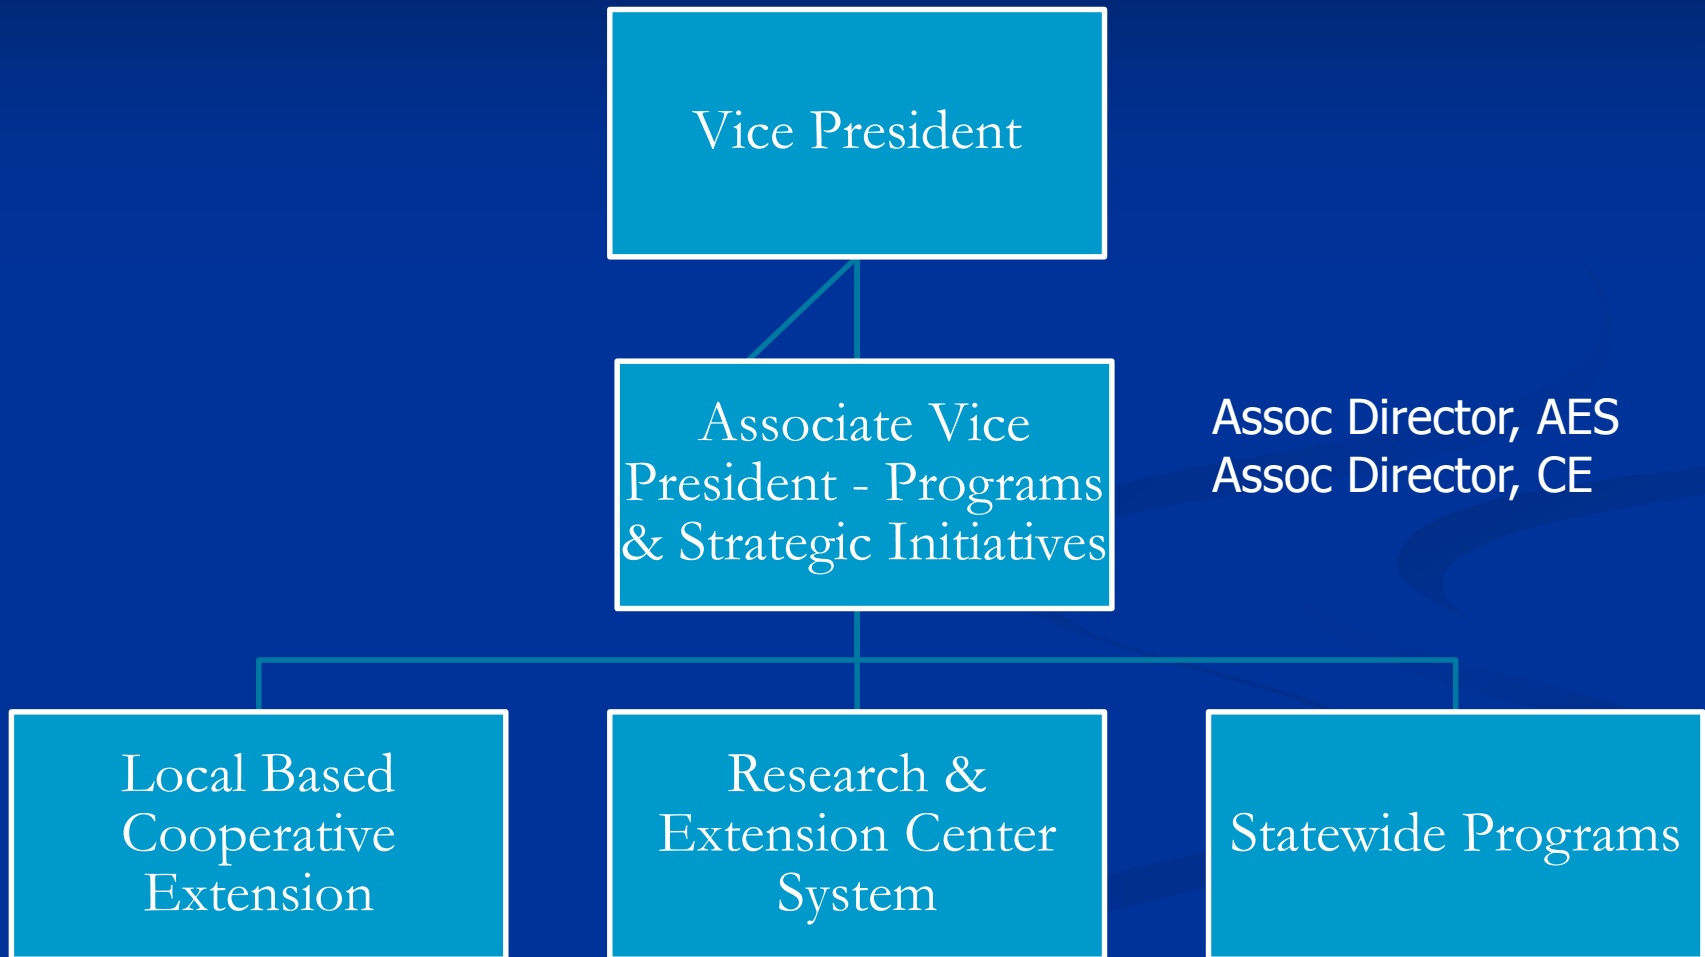 Vice President
Associate Vice
President - Programs
& Strategic Initiatives
Assoc Director, AES
Assoc Director, CE
Local Based
Cooperative
Extension
Research &
Extension Center
System
Statewide Programs